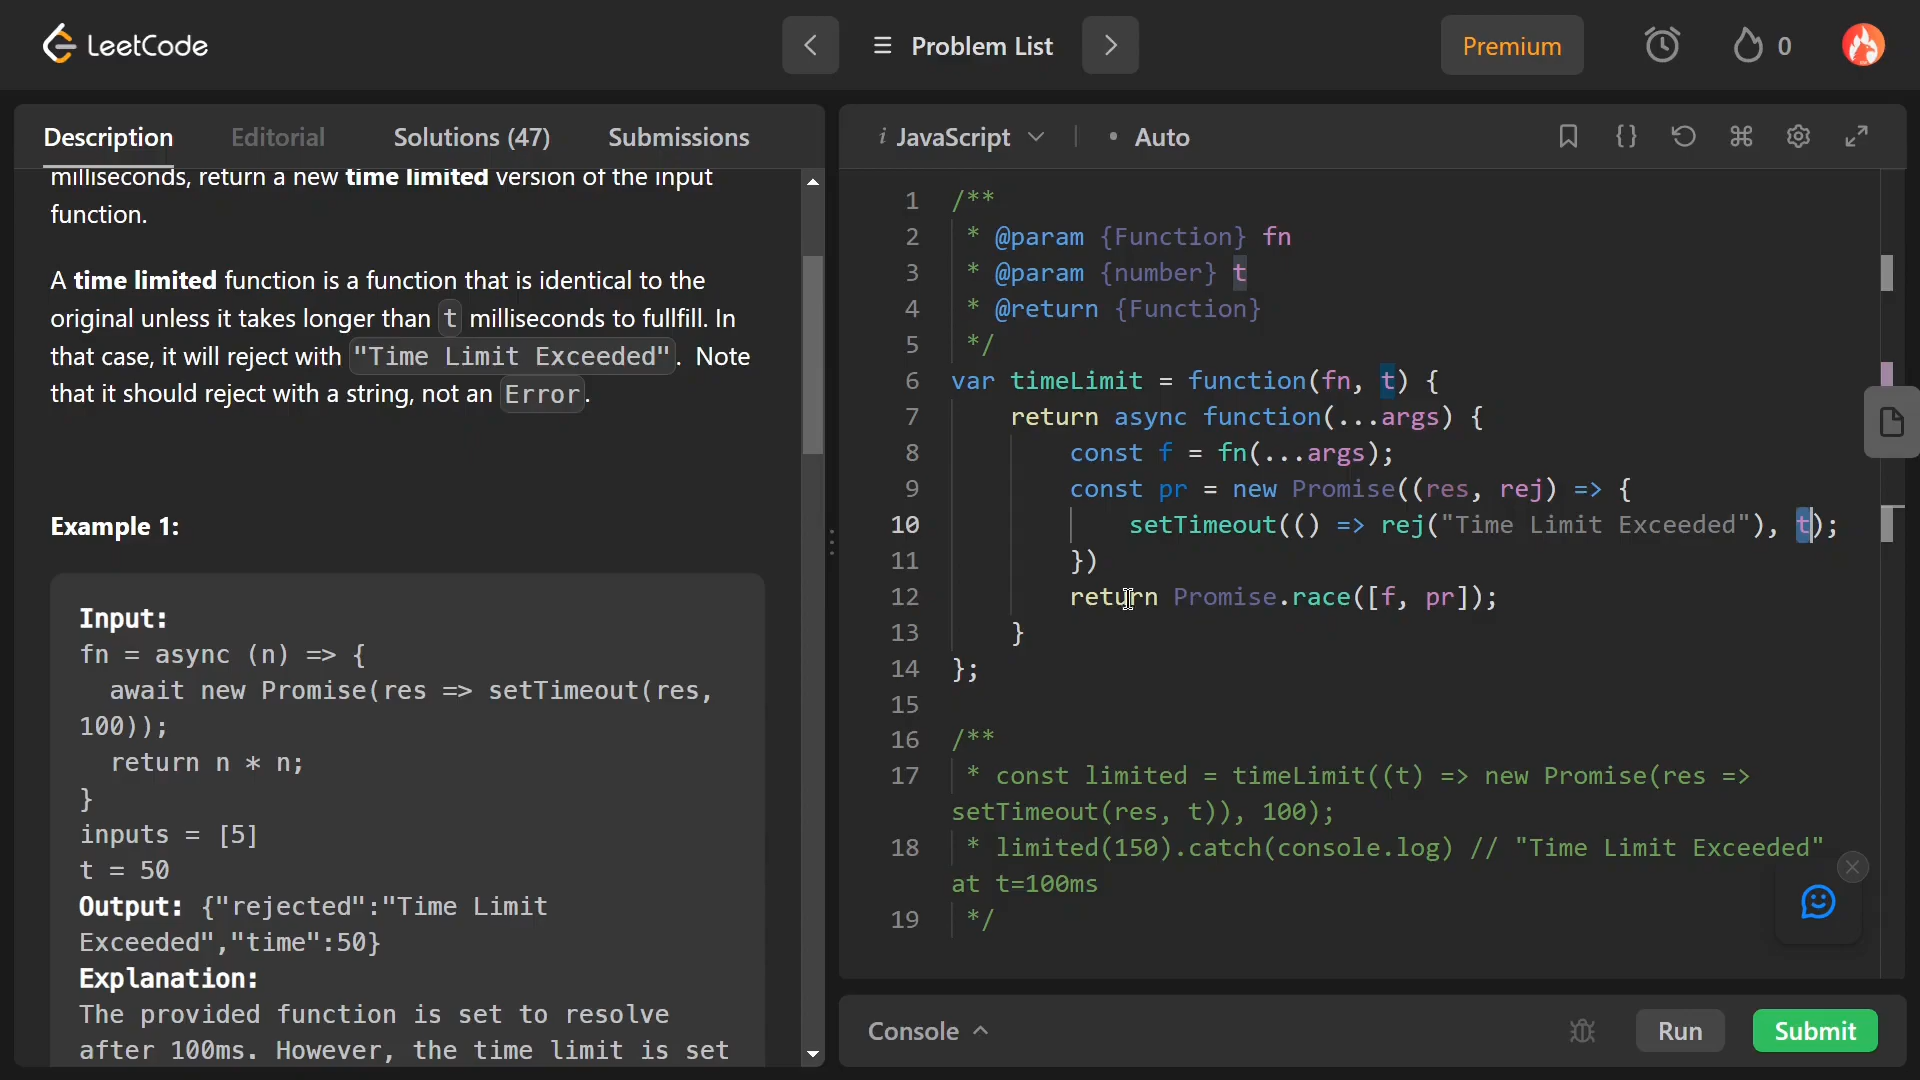 LeetCode
Problem List
Premium
0
Description Editorial Solutions (47) Submissions
milliseconds, return a new time limited version of the input
function.
A time limited function is a function that is identical to the
original unless it takes longer than t milliseconds to fullfill. In
that case, it will reject with "Time Limit Exceeded". Note
that it should reject with a string, not an Error.
Example 1:
Input:
fn = async (n) => {
  await new Promise(res => setTimeout(res,
100));
  return n * n;
}
inputs = [5]
t = 50
Output: {"rejected":"Time Limit
Exceeded","time":50}
Explanation:
The provided function is set to resolve
after 100ms. However, the time limit is set
i JavaScript • Auto
1 /**
2  * @param {Function} fn
3  * @param {number} t
4  * @return {Function}
5  */
6 var timeLimit = function(fn, t) {
7     return async function(...args) {
8         const f = fn(...args);
9         const pr = new Promise((res, rej) => {
10             setTimeout(() => rej("Time Limit Exceeded"), t);
11         })
12         return Promise.race([f, pr]);
13     }
14 };
15
16 /**
17  * const limited = timeLimit((t) => new Promise(res =>
setTimeout(res, t)), 100);
18  * limited(150).catch(console.log) // "Time Limit Exceeded"
at t=100ms
19  */
Console
Run
Submit